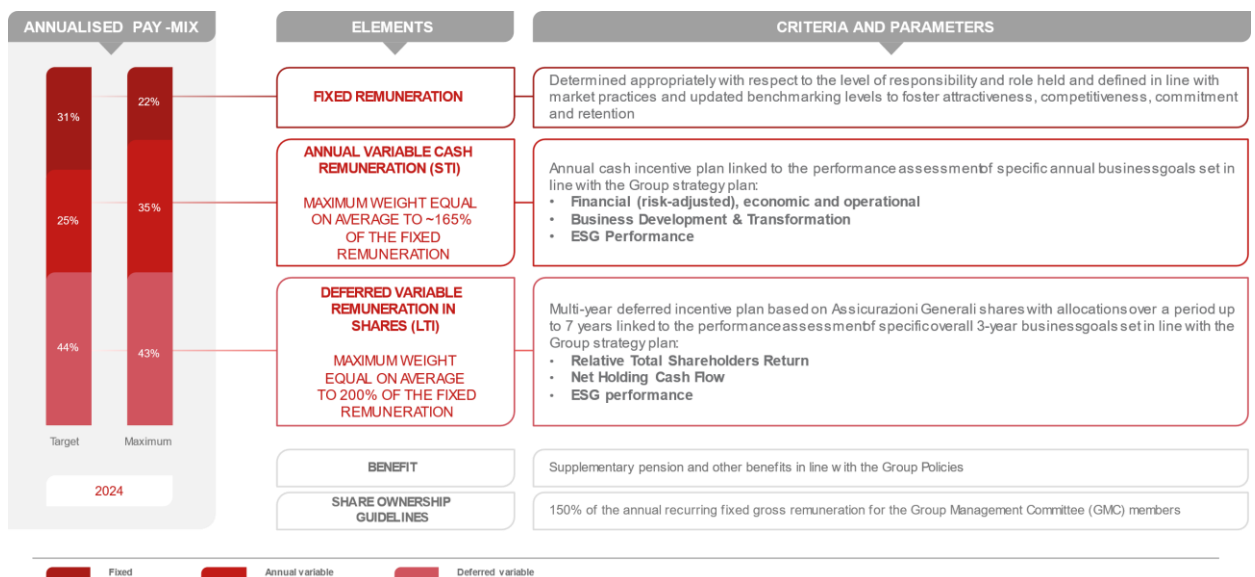 ANNUALISED PAY -MIX
ELEMENTS
CRITERIA AND PARAMETERS
31%
22%
25%
35%
44%
43%
Target
Maximum
2024
FIXED REMUNERATION
Determined appropriately with respect to the level of responsibility and role held and defined in line with
market practices and updated benchmarking levels to foster attractiveness, competitiveness, commitment
and retention
ANNUAL VARIABLE CASH
REMUNERATION (STI)
MAXIMUM WEIGHT EQUAL
ON AVERAGE TO ~165%
OF THE FIXED
REMUNERATION
Annual cash incentive plan linked to the performance assessmentof specific annual businessgoals set in
line with the Group strategy plan:
• Financial (risk-adjusted), economic and operational
• Business Development & Transformation
• ESG Performance
DEFERRED VARIABLE
REMUNERATION IN
SHARES (LTI)
MAXIMUM WEIGHT
EQUAL ON AVERAGE
TO 200% OF THE FIXED
REMUNERATION
Multi-year deferred incentive plan based on Assicurazioni Generali shares with allocations over a period up
to 7 years linked to the performanceassessmentof specificoverall 3-year businessgoals set in line with the
Group strategy plan:
• Relative Total Shareholders Return
• Net Holding Cash Flow
• ESG performance
BENEFIT
Supplementary pension and other benefits in line with the Group Policies
SHARE OWNERSHIP
GUIDELINES
150% of the annual recurring fixed gross remuneration for the Group Management Committee (GMC) members
Fixed
Annual variable
Deferred variable